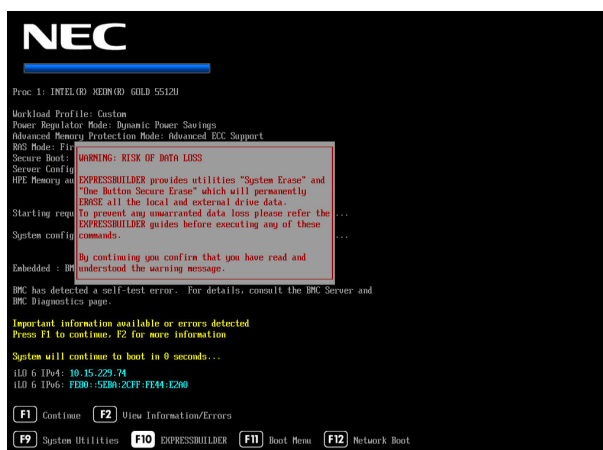 NEC
Proc 1: INTEL(R) XEON(R) GOLD 5512U
Workload Profile: Custom
Power Regulator Mode: Dynamic Power Savings
Advanced Memory Protection Mode: Advanced ECC Support
RAS Mode: Fir
Secure Boot:
Server Config
HPE Memory au
WARNING: RISK OF DATA LOSS
EXPRESSBUILDER provides utilities "System Erase" and
"One Button Secure Erase" which will permanently
ERASE all the local and external drive data.
To prevent any unwarranted data loss please refer the
EXPRESSBUILDER guides before executing any of these
commands.
By continuing you confirm that you have read and
understood the warning message.
Starting requ ...
System config ...
Embedded : BM
BMC has detected a self-test error. For details, consult the BMC Server and
BMC Diagnostics page.
Important information available or errors detected
Press F1 to continue, F2 for more information
System will continue to boot in 0 seconds...
iLO 6 IPv4: 10.15.229.74
iLO 6 IPv6: FE80::5EBA:2CFF:FE44:E2A0
F1 Continue F2 View Information/Errors
F9 System Utilities F10 EXPRESSBUILDER F11 Boot Menu F12 Network Boot